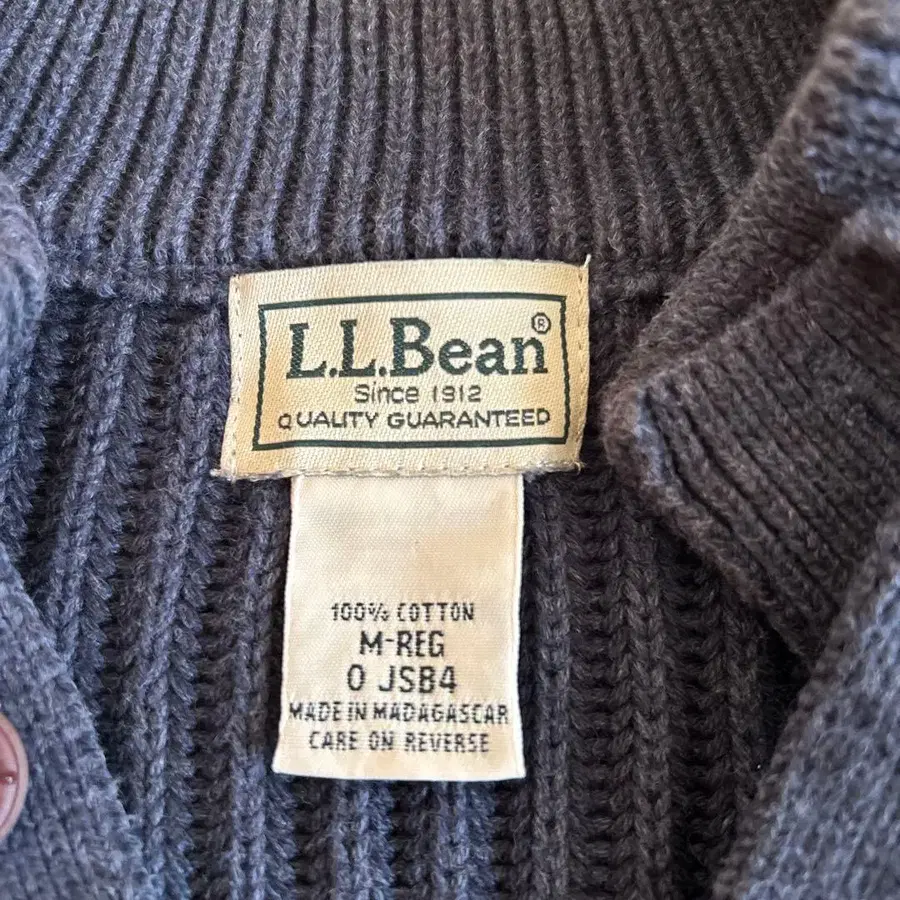 L.L.Bean®
Since 1912
QUALITY GUARANTEED
100% COTTON
M-REG
0 JSB4
MADE IN MADAGASCAR
CARE ON REVERSE